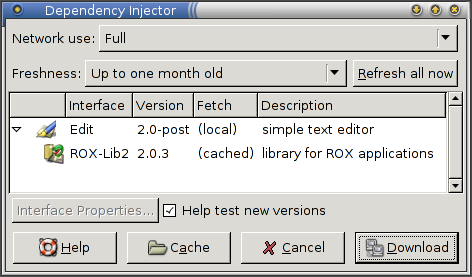 Dependency Injector
Network use: Full
Freshness: Up to one month old Refresh all now
Interface Version Fetch Description
Edit 2.0-post (local) simple text editor
ROX-Lib2 2.0.3 (cached) library for ROX applications
Interface Properties... Help test new versions
Help Cache Cancel Download